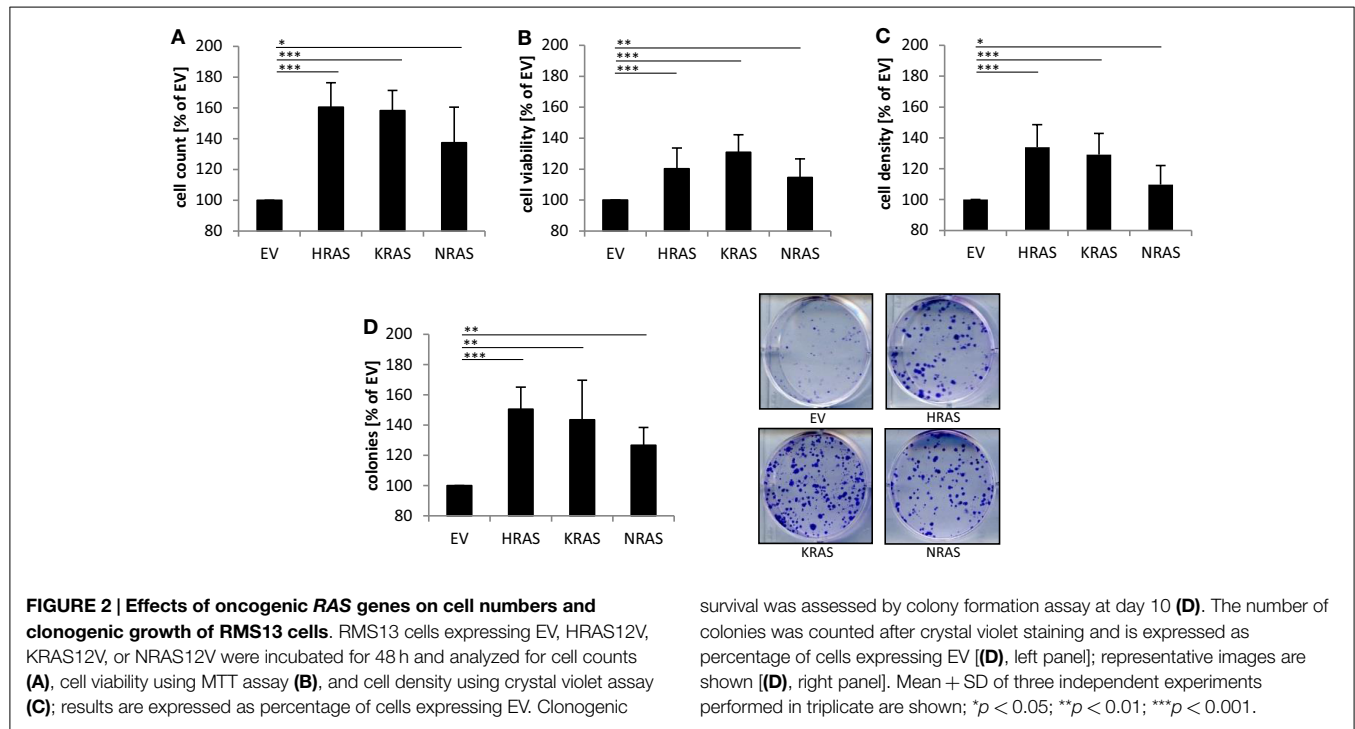 A
cell count [% of EV]
200
180
160
140
120
100
80
*
***
***
EV HRAS KRAS NRAS
B
cell viability [% of EV]
200
180
160
140
120
100
80
**
***
***
EV HRAS KRAS NRAS
C
cell density [% of EV]
200
180
160
140
120
100
80
*
***
***
EV HRAS KRAS NRAS
D
colonies [% of EV]
200
180
160
140
120
100
80
**
**
***
EV HRAS KRAS NRAS
EV HRAS
KRAS NRAS
FIGURE 2 | Effects of oncogenic RAS genes on cell numbers and
clonogenic growth of RMS13 cells. RMS13 cells expressing EV, HRAS12V,
KRAS12V, or NRAS12V were incubated for 48 h and analyzed for cell counts
(A), cell viability using MTT assay (B), and cell density using crystal violet assay
(C); results are expressed as percentage of cells expressing EV. Clonogenic
survival was assessed by colony formation assay at day 10 (D). The number of
colonies was counted after crystal violet staining and is expressed as
percentage of cells expressing EV [(D), left panel]; representative images are
shown [(D), right panel]. Mean + SD of three independent experiments
performed in triplicate are shown; *p < 0.05; **p < 0.01; ***p < 0.001.